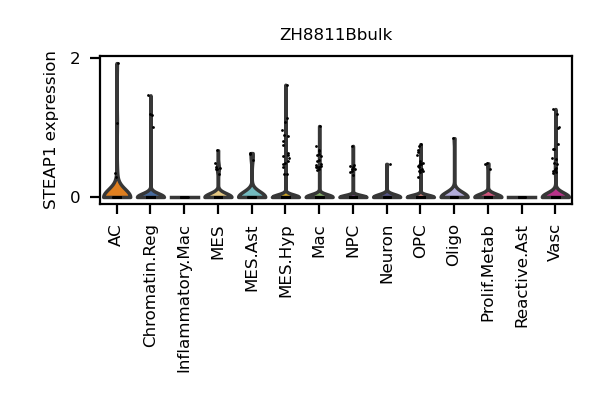 ZH8811Bbulk
STEAP1 expression
2
0
AC
Chromatin.Reg
Inflammatory.Mac
MES
MES.Ast
MES.Hyp
Mac
NPC
Neuron
OPC
Oligo
Prolif.Metab
Reactive.Ast
Vasc